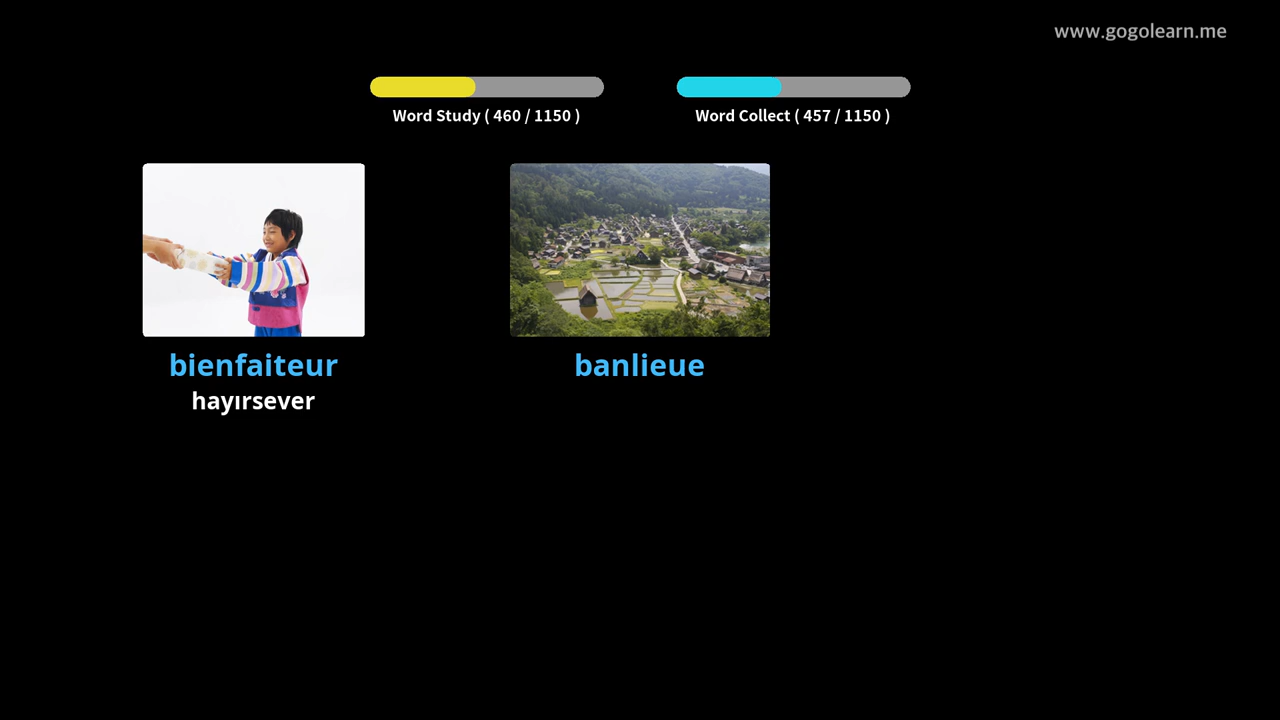 www.gogolearn.me
Word Study ( 460 / 1150 )
Word Collect ( 457 / 1150 )
bienfaiteur
hayırsever
banlieue